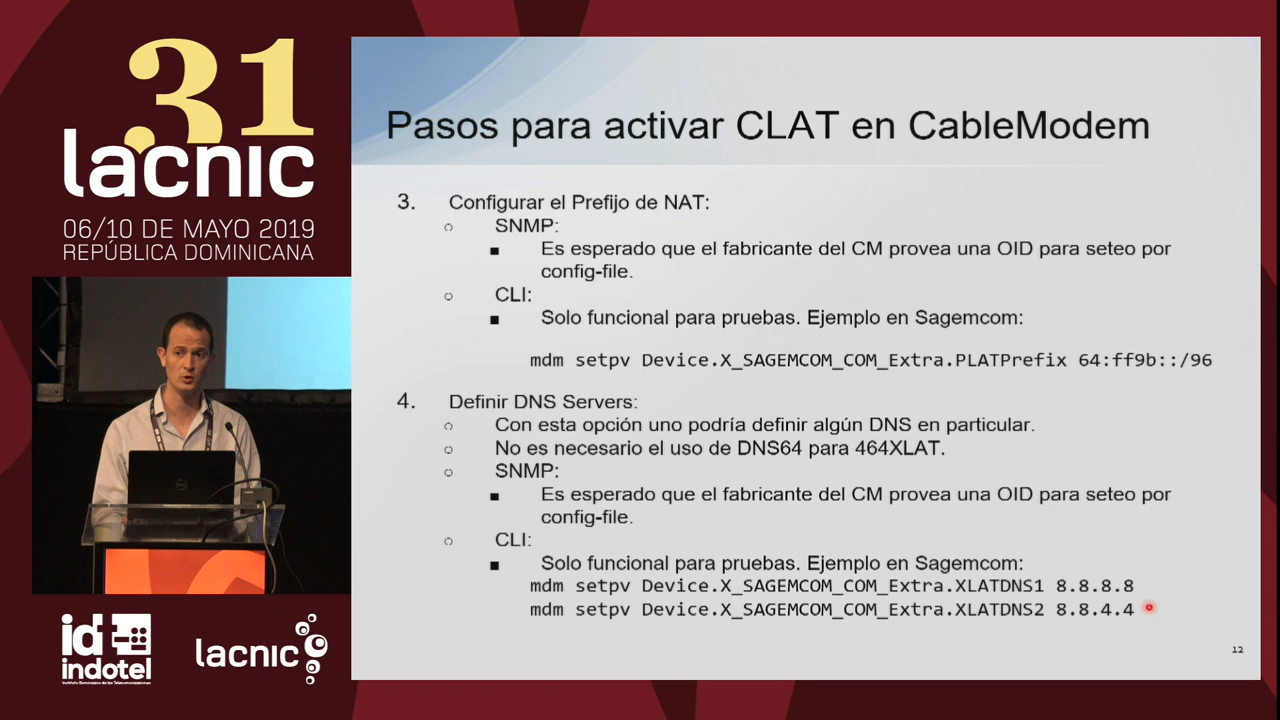 31
lacnic
06/10 DE MAYO 2019
REPÚBLICA DOMINICANA
Pasos para activar CLAT en CableModem
3. Configurar el Prefijo de NAT:
○ SNMP:
■ Es esperado que el fabricante del CM provea una OID para seteo por
config-file.
○ CLI:
■ Solo funcional para pruebas. Ejemplo en Sagemcom:
mdm setpv Device.X_SAGEMCOM_COM_Extra.PLATPrefix 64:ff9b::/96
4. Definir DNS Servers:
○ Con esta opción uno podría definir algún DNS en particular.
○ No es necesario el uso de DNS64 para 464XLAT.
○ SNMP:
■ Es esperado que el fabricante del CM provea una OID para seteo por
config-file.
○ CLI:
■ Solo funcional para pruebas. Ejemplo en Sagemcom:
mdm setpv Device.X_SAGEMCOM_COM_Extra.XLATDNS1 8.8.8.8
mdm setpv Device.X_SAGEMCOM_COM_Extra.XLATDNS2 8.8.4.4
12
id
indotel
Instituto Dominicano de las Telecomunicaciones
lacnic